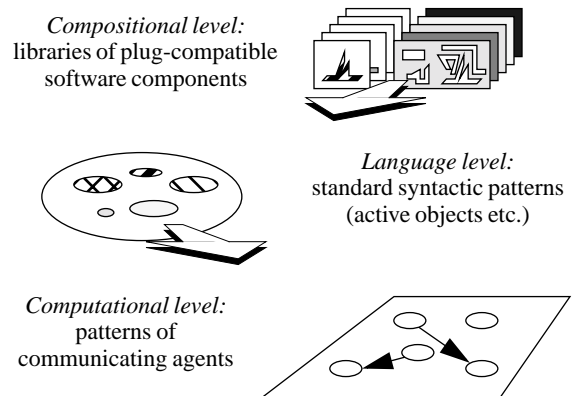 Compositional level:
libraries of plug-compatible
software components
Language level:
standard syntactic patterns
(active objects etc.)
Computational level:
patterns of
communicating agents